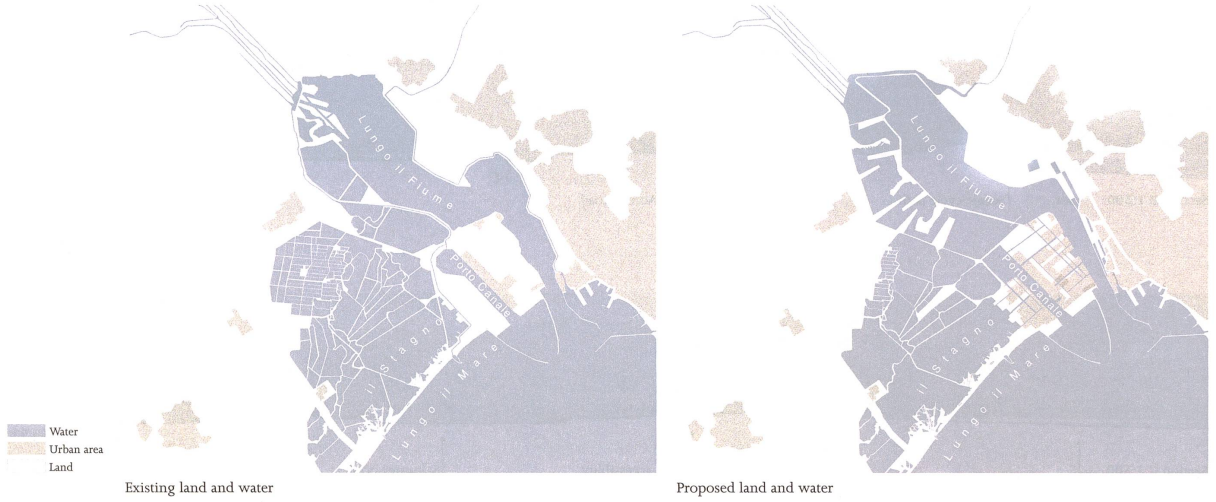 Lungo il Fiume
Porto Canale
il Stagno
Lungo il Mare
Water
Urban area
Land
Existing land and water
Lungo il Fiume
Porto Canale
il Stagno
Lungo il Mare
Proposed land and water